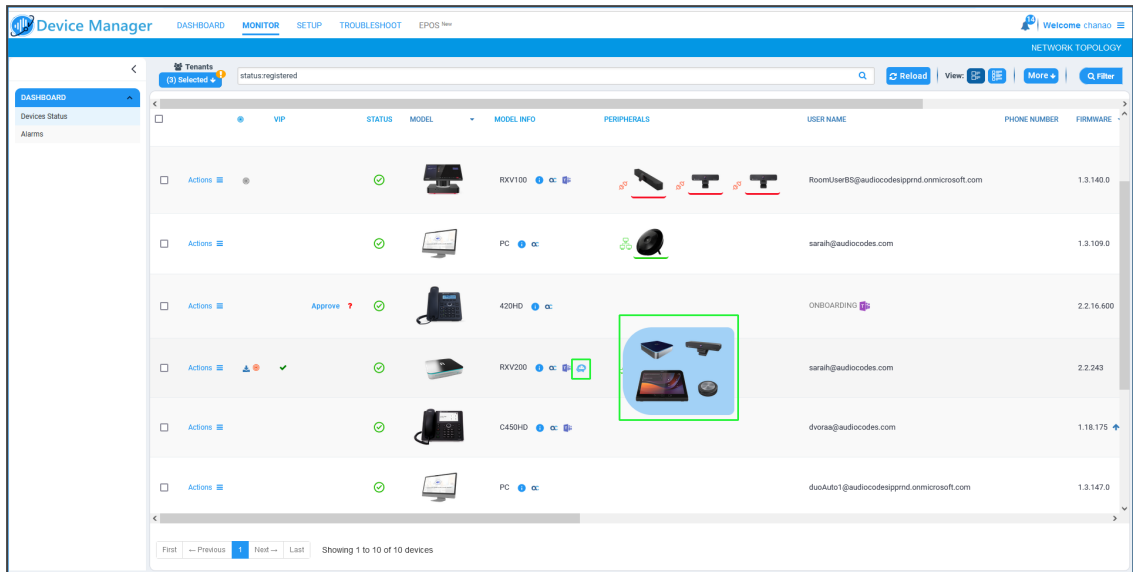 Device Manager DASHBOARD MONITOR SETUP TROUBLESHOOT EPOS New 14 Welcome chanao
NETWORK TOPOLOGY
Tenants
(3) Selected status:registered Reload View: More Filter
DASHBOARD
Devices Status
Alarms
VIP STATUS MODEL MODEL INFO PERIPHERALS USER NAME PHONE NUMBER FIRMWARE
Actions RXV100 RoomUserBS@audiocodesipprnd.onmicrosoft.com 1.3.140.0
Actions PC saraih@audiocodes.com 1.3.109.0
Actions Approve ? 420HD ONBOARDING 2.2.16.600
Actions RXV200 saraih@audiocodes.com 2.2.243
Actions C450HD dvoraa@audiocodes.com 1.18.175
Actions PC duoAuto1@audiocodesipprnd.onmicrosoft.com 1.3.147.0
First ← Previous 1 Next → Last Showing 1 to 10 of 10 devices